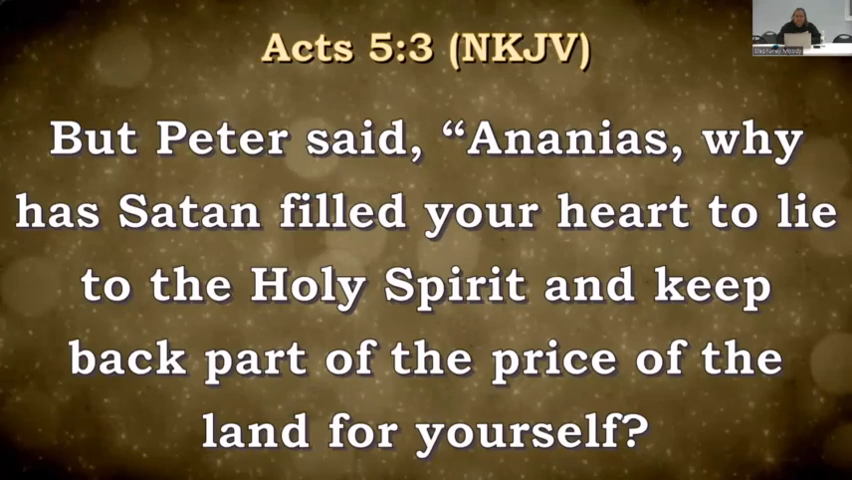 Acts 5:3 (NKJV)
But Peter said, “Ananias, why
has Satan filled your heart to lie
to the Holy Spirit and keep
back part of the price of the
land for yourself?